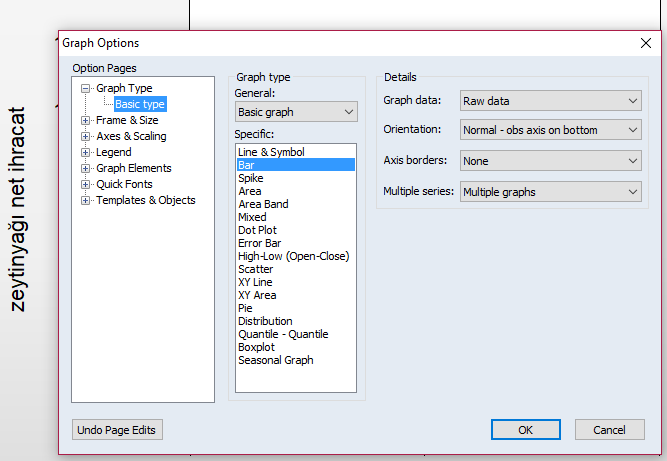 zeytinyağı net ihracat
Graph Options
Option Pages
Graph Type
Basic type
Frame & Size
Axes & Scaling
Legend
Graph Elements
Quick Fonts
Templates & Objects
Graph type
General:
Basic graph
Specific:
Line & Symbol
Bar
Spike
Area
Area Band
Mixed
Dot Plot
Error Bar
High-Low (Open-Close)
Scatter
XY Line
XY Area
Pie
Distribution
Quantile - Quantile
Boxplot
Seasonal Graph
Details
Graph data: Raw data
Orientation: Normal - obs axis on bottom
Axis borders: None
Multiple series: Multiple graphs
Undo Page Edits
OK
Cancel